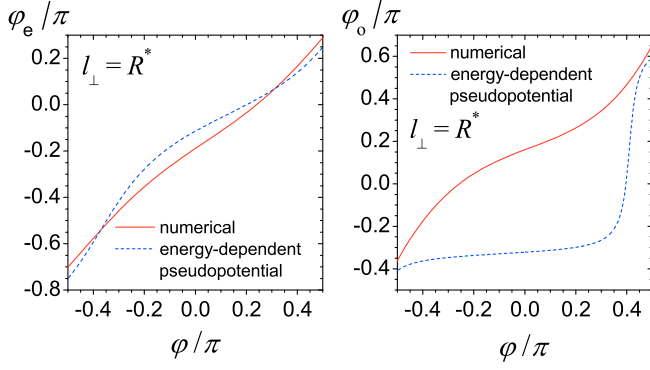 φe/π
0.2
0.0
-0.2
-0.4
-0.6
-0.8
l⊥ = R*
numerical
energy-dependent
pseudopotential
-0.4 -0.2 0.0 0.2 0.4
φ/π
φo/π
0.6
0.4
0.2
0.0
-0.2
-0.4
numerical
energy-dependent
pseudopotential
l⊥ = R*
-0.4 -0.2 0.0 0.2 0.4
φ/π